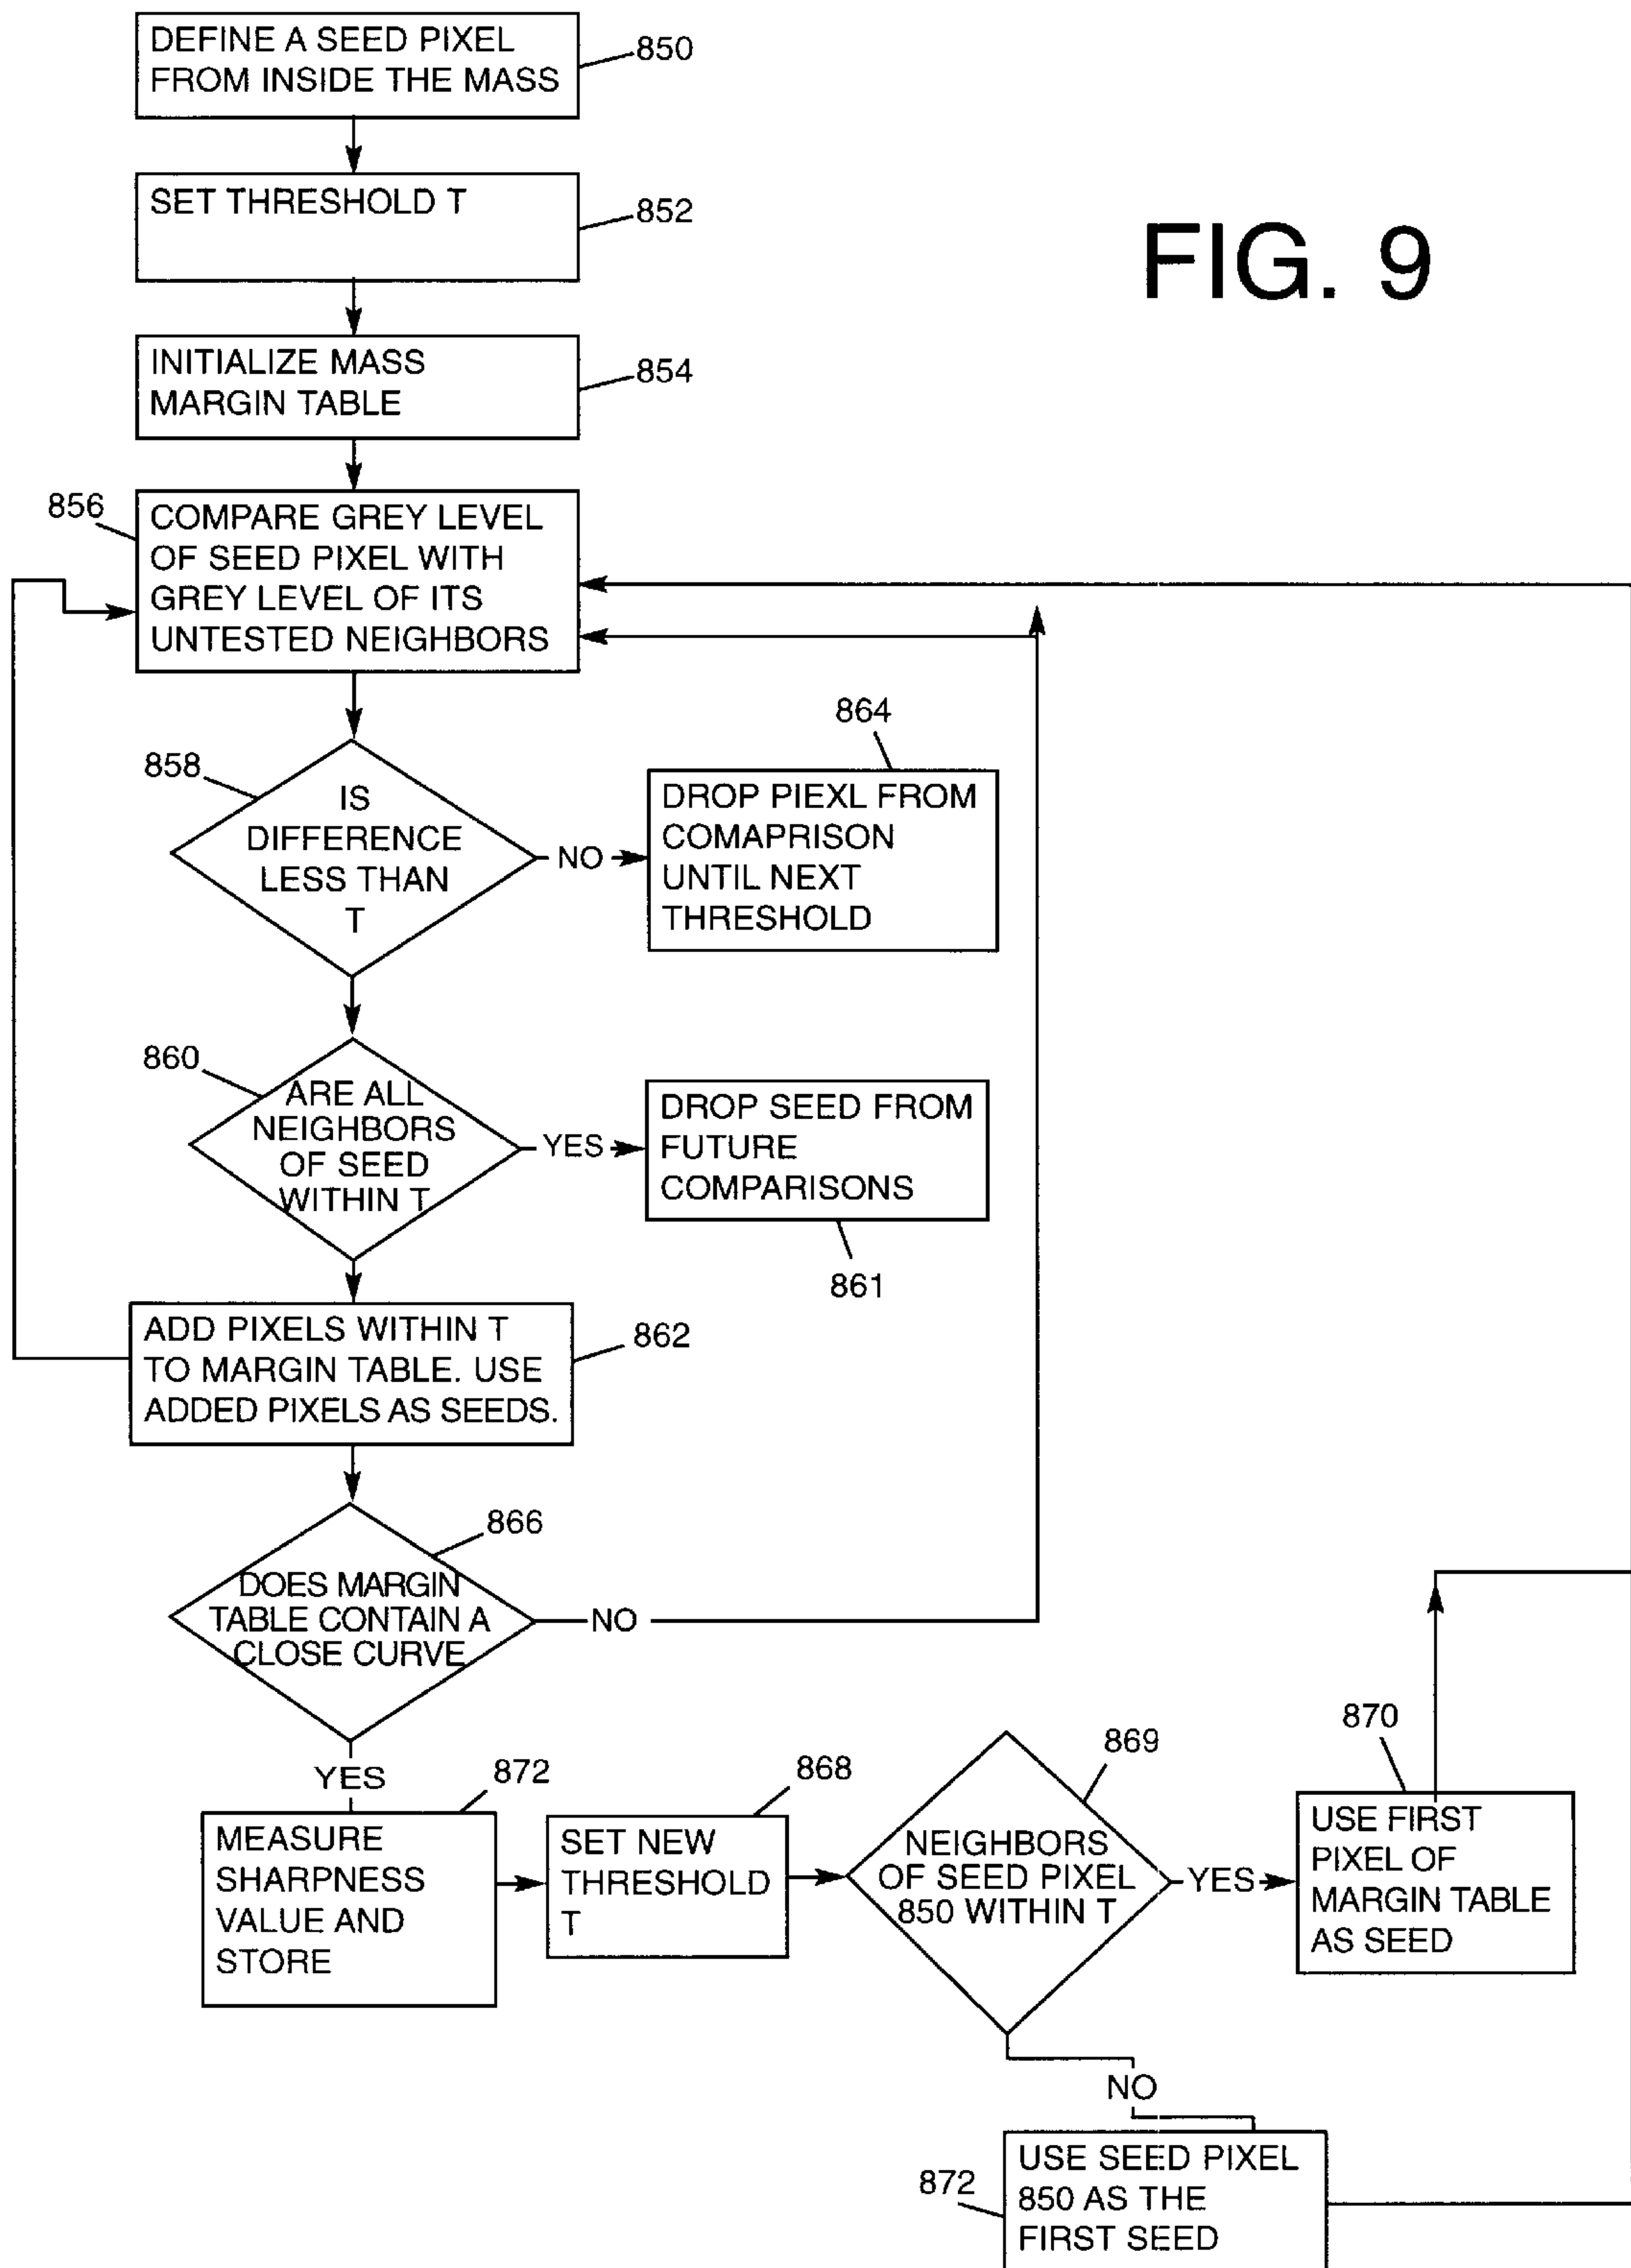 DEFINE A SEED PIXEL
FROM INSIDE THE MASS
850
SET THRESHOLD T
852
FIG. 9
INITIALIZE MASS
MARGIN TABLE
854
856
COMPARE GREY LEVEL
OF SEED PIXEL WITH
GREY LEVEL OF ITS
UNTESTED NEIGHBORS
858
IS
DIFFERENCE
LESS THAN
T
NO
864
DROP PIEXL FROM
COMAPRISON
UNTIL NEXT
THRESHOLD
860
ARE ALL
NEIGHBORS
OF SEED
WITHIN T
YES
DROP SEED FROM
FUTURE
COMPARISONS
861
ADD PIXELS WITHIN T
TO MARGIN TABLE. USE
ADDED PIXELS AS SEEDS.
862
866
DOES MARGIN
TABLE CONTAIN A
CLOSE CURVE
NO
YES
872
MEASURE
SHARPNESS
VALUE AND
STORE
868
SET NEW
THRESHOLD
T
869
NEIGHBORS
OF SEED PIXEL
850 WITHIN T
YES
870
USE FIRST
PIXEL OF
MARGIN TABLE
AS SEED
NO
872
USE SEED PIXEL
850 AS THE
FIRST SEED